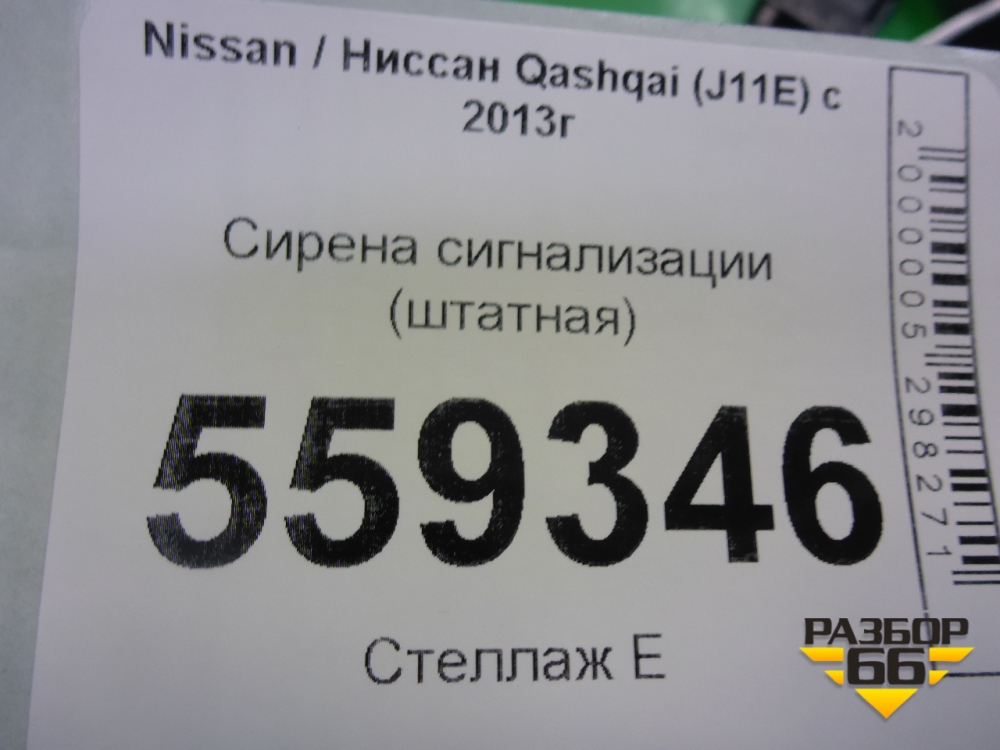 Nissan / Ниссан Qashqai (J11E) с
2013г
Сирена сигнализации
(штатная)
559346
Стеллаж Е
2000005298271
РАЗБОР
66